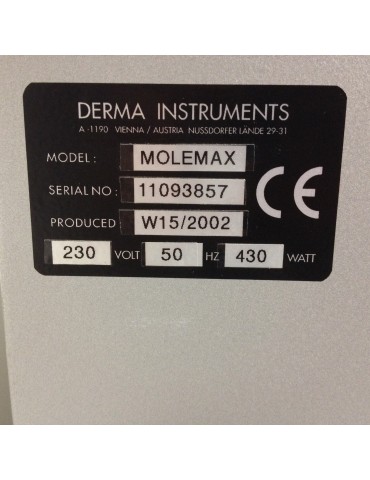 DERMA INSTRUMENTS
A -1190 VIENNA / AUSTRIA NUSSDORFER LÄNDE 29-31
MODEL: MOLEMAX
SERIAL NO: 11093857
PRODUCED W15/2002
230 VOLT 50 HZ 430 WATT
CE